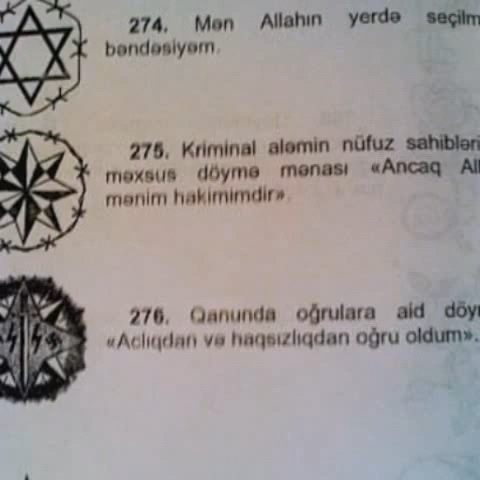 274. Mən Allahın yerdə seçilm
bəndəsiyəm.
275. Kriminal aləmin nüfuz sahibləri
məxsus döymə mənası «Ancaq All
mənim hakimimdir».
276. Qanunda oğrulara aid döy
«Aclıqdan və haqsızlıqdan oğru oldum».